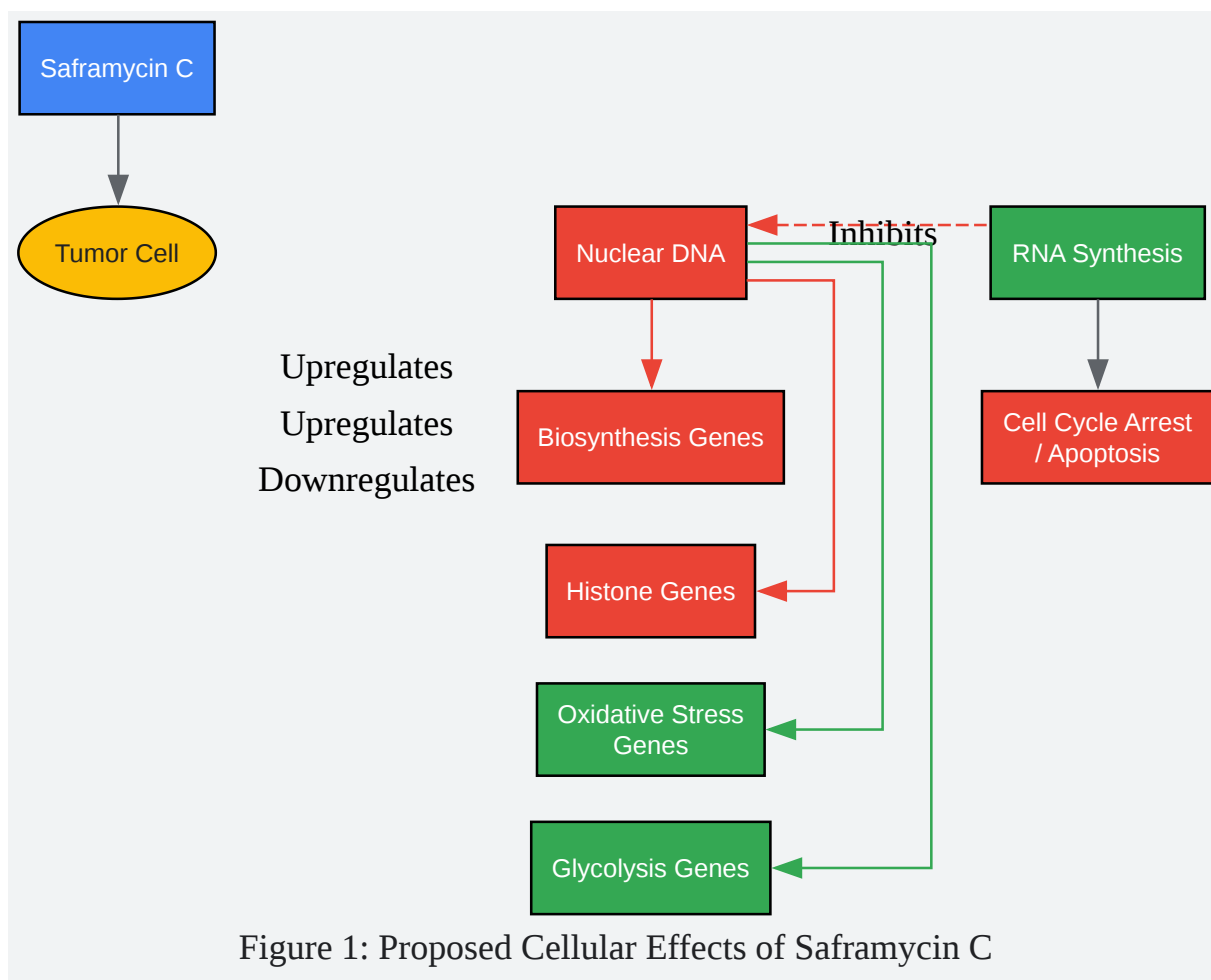 Saframycin C
Tumor Cell
Nuclear DNA
Inhibits
RNA Synthesis
Upregulates
Upregulates
Downregulates
Biosynthesis Genes
Cell Cycle Arrest
/ Apoptosis
Histone Genes
Oxidative Stress
Genes
Glycolysis Genes
Figure 1: Proposed Cellular Effects of Saframycin C